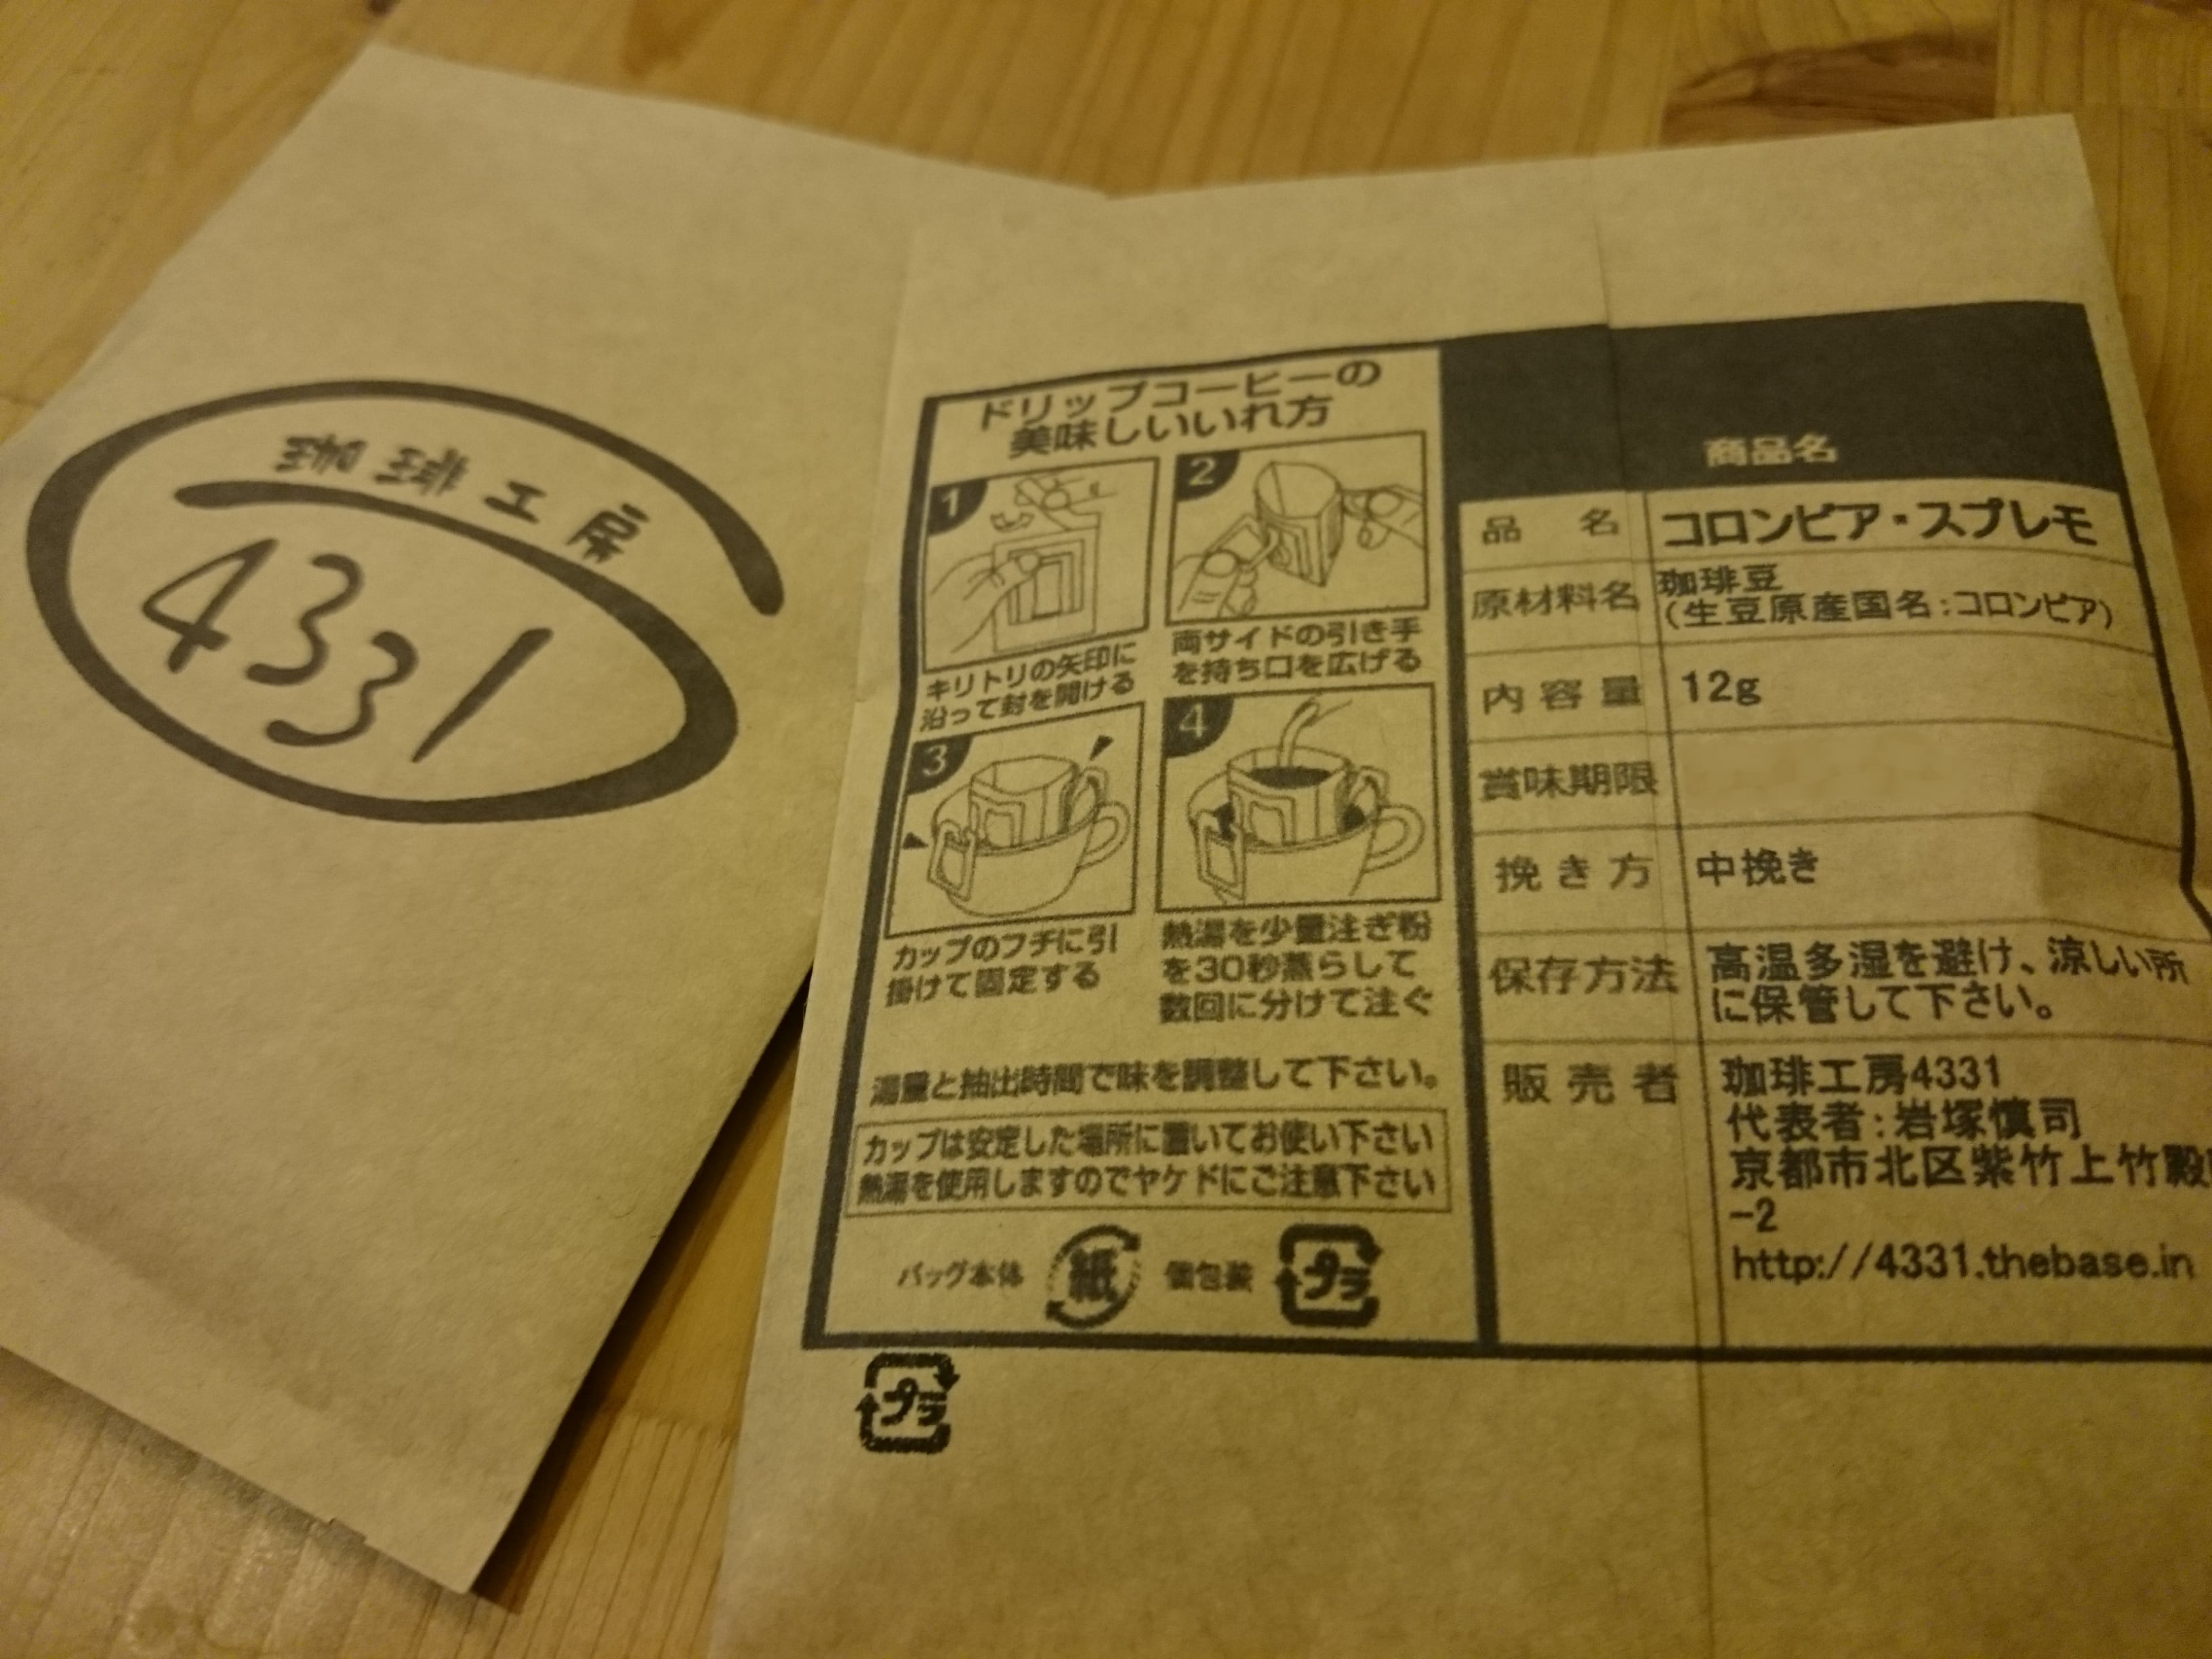 珈琲工房
4331
ドリップコーヒーの
美味しいいれ方
1
キリトリの矢印に
沿って封を開ける
2
両サイドの引き手
を持ち口を広げる
3
カップのフチに引
掛けて固定する
4
熱湯を少量注ぎ粉
を30秒蒸らして
数回に分けて注ぐ
湯量と抽出時間で味を調整して下さい。
カップは安定した場所に置いてお使い下さい
熱湯を使用しますのでヤケドにご注意下さい
バッグ本体 紙 個包装 プラ
プラ
商品名
品名 コロンビア・スプレモ
原材料名 珈琲豆
(生豆原産国名:コロンビア)
内容量 12g
賞味期限
挽き方 中挽き
保存方法 高温多湿を避け、涼しい所
に保管して下さい。
販売者 珈琲工房4331
代表者:岩塚慎司
京都市北区紫竹上竹殿
-2
http://4331.thebase.in